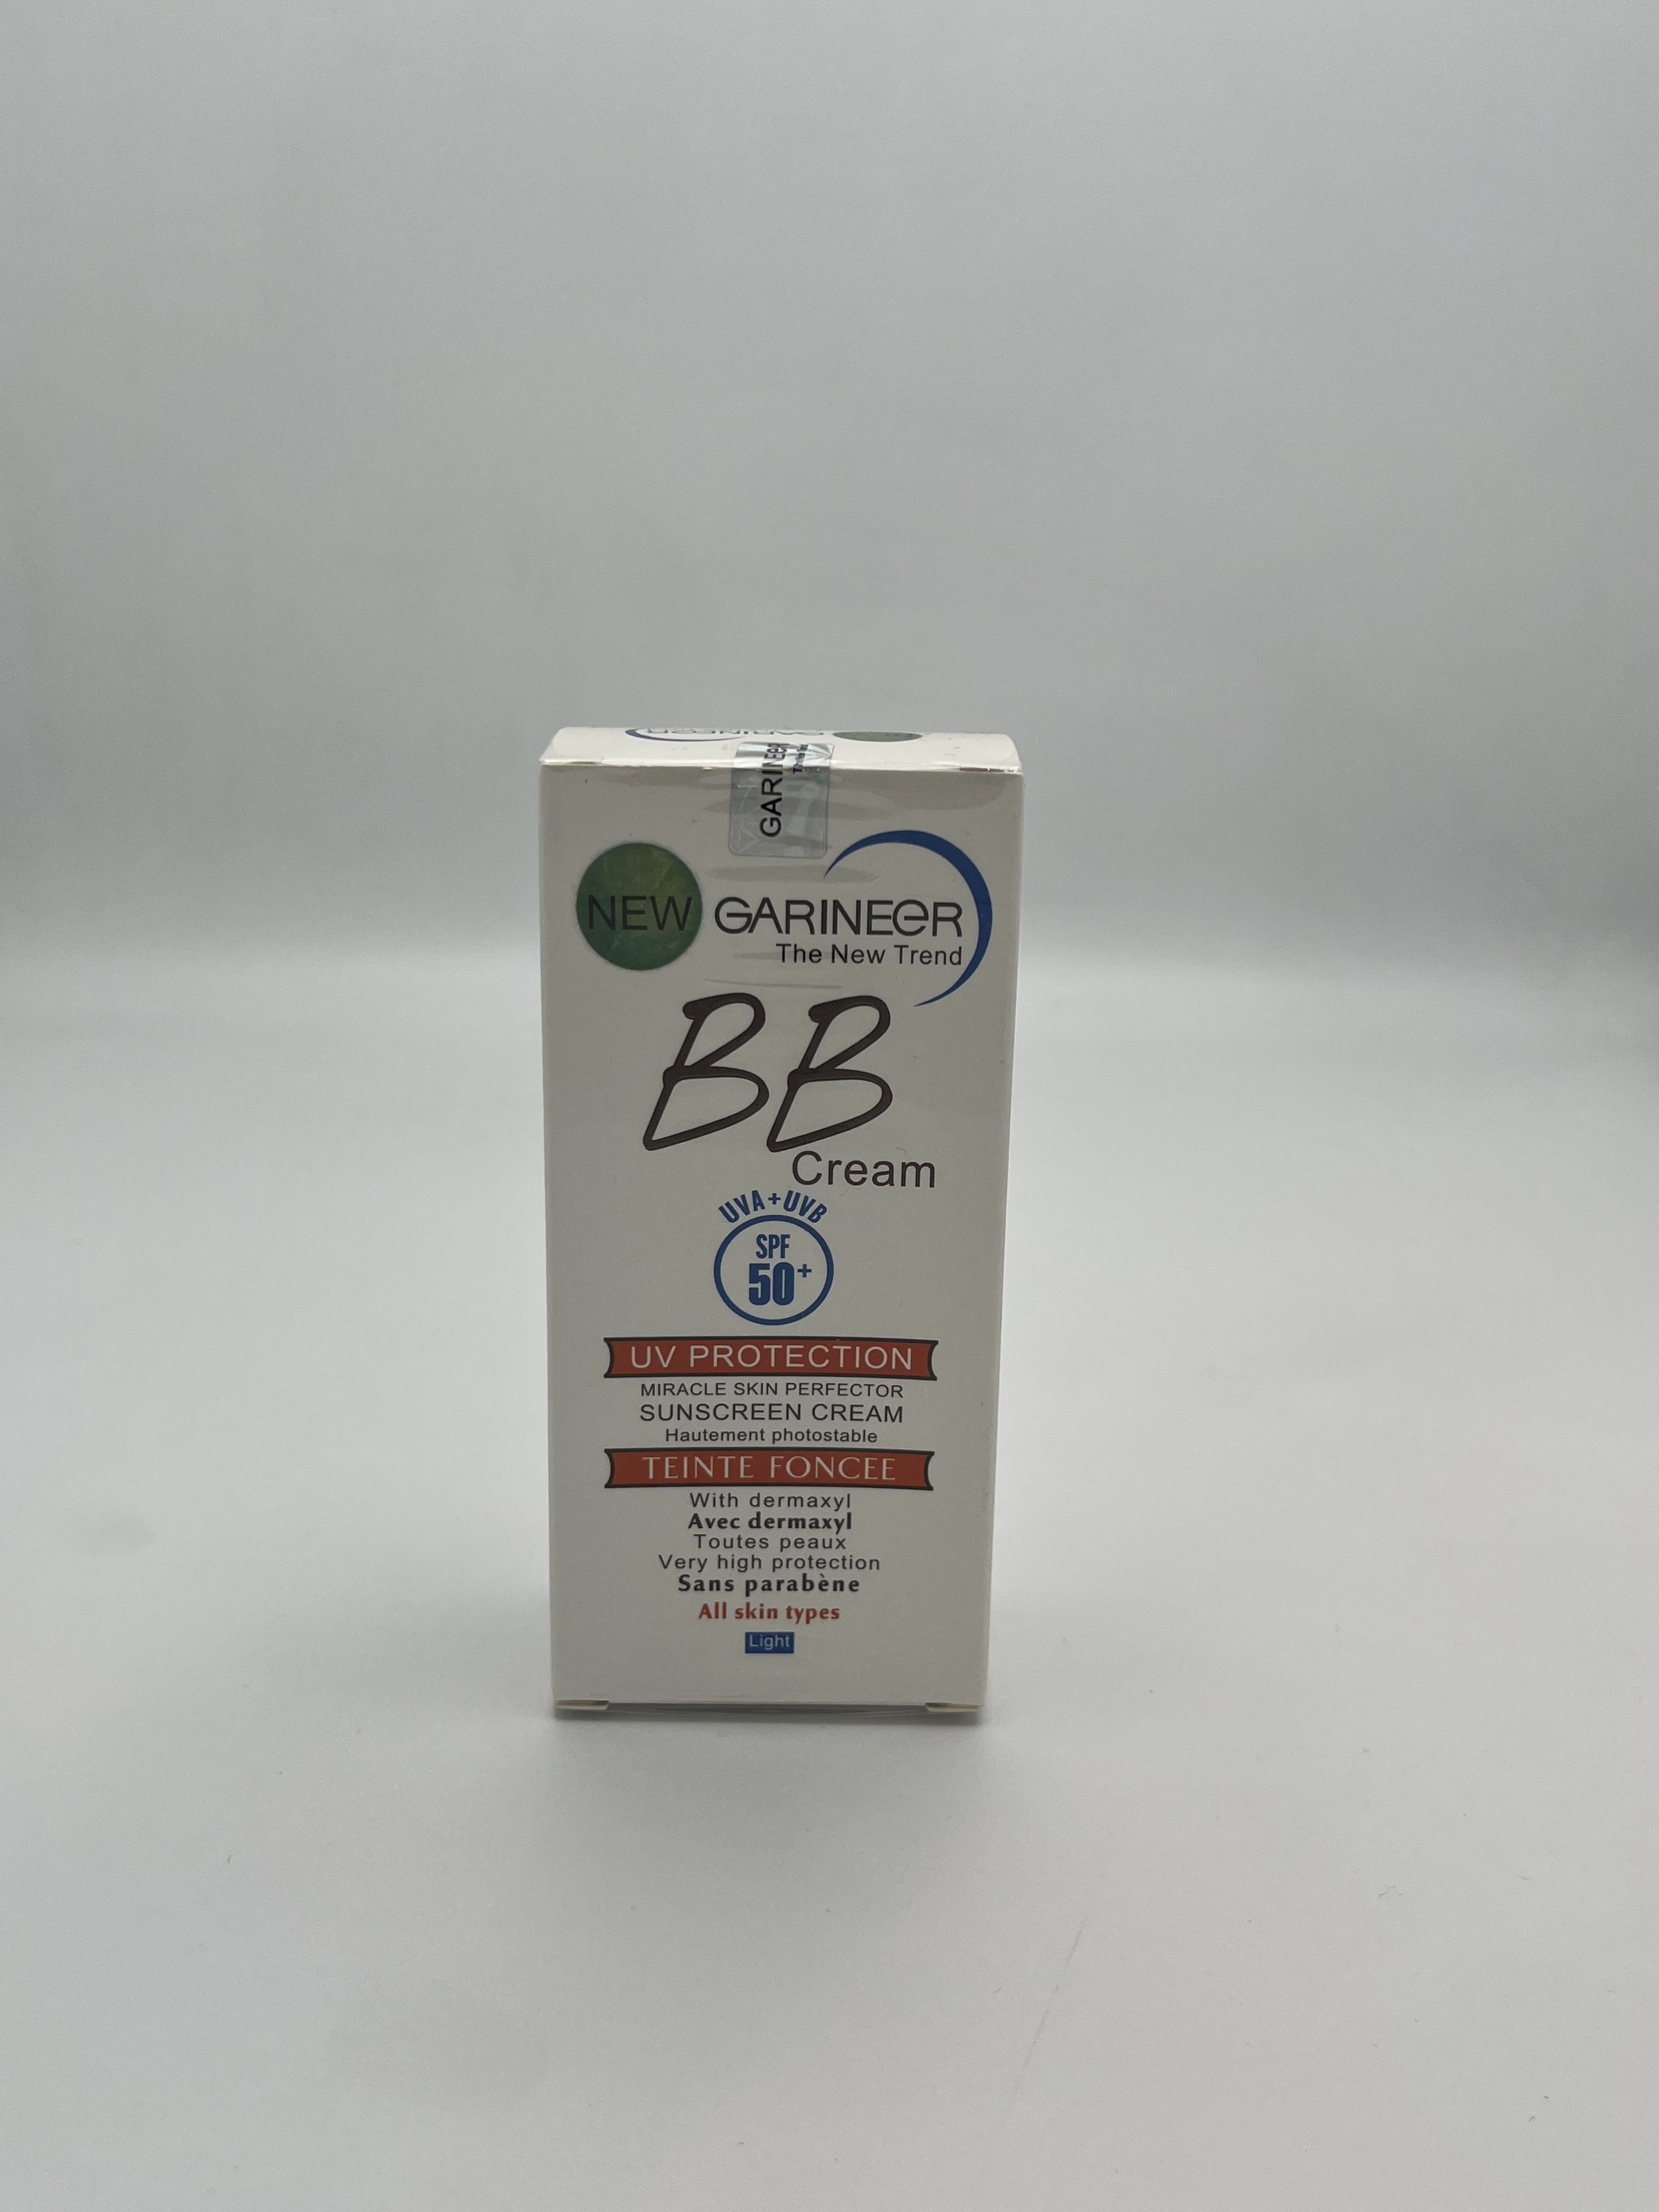 GARINEER
GARINEer
NEW
GARINEeR
The New Trend
BB
Cream
UVA+UVB
SPF
50+
UV PROTECTION
MIRACLE SKIN PERFECTOR
SUNSCREEN CREAM
Hautement photostable
TEINTE FONCEE
With dermaxyl
Avec dermaxyl
Toutes peaux
Very high protection
Sans parabène
All skin types
Light